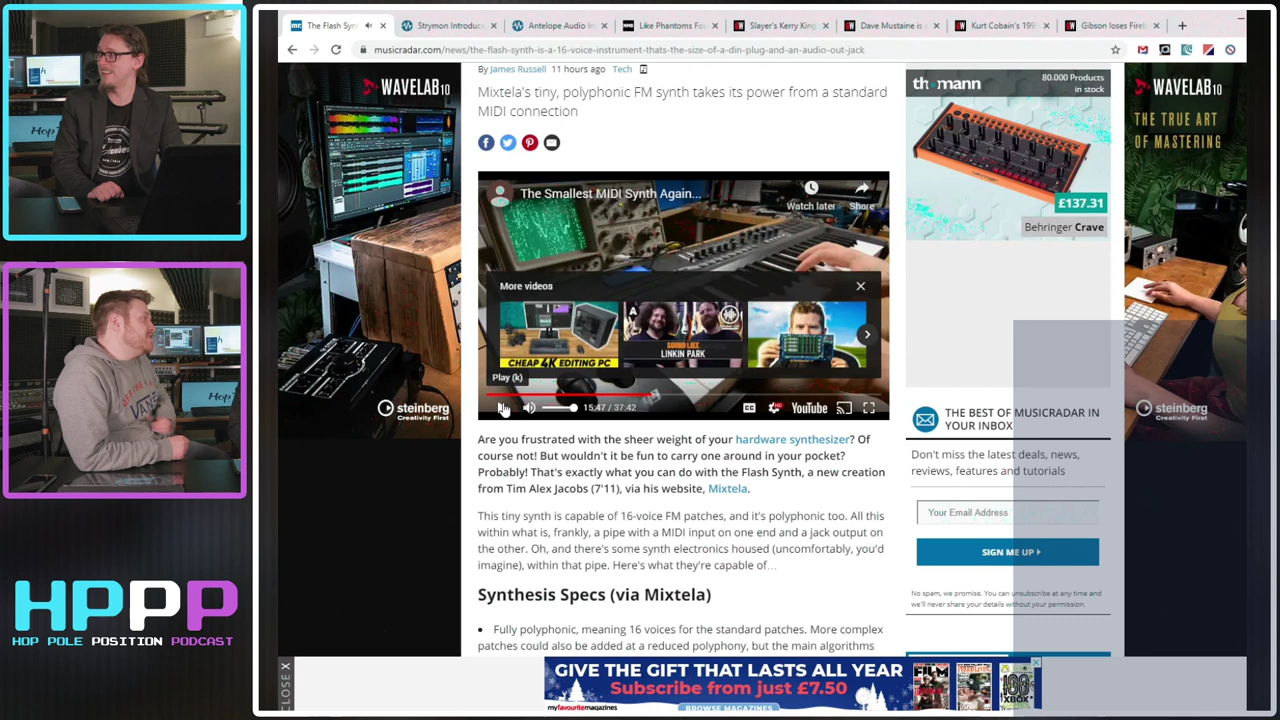 The Flash Syn
Strymon Introduce
Antelope Audio In
Like Phantoms Fo
Slayer's Kerry King
Dave Mustaine is
Kurt Cobain's 199
Gibson loses Fireb
musicradar.com/news/the-flash-synth-is-a-16-voice-instrument-thats-the-size-of-a-din-plug-and-an-audio-out-jack
By James Russell 11 hours ago Tech
Mixtela's tiny, polyphonic FM synth takes its power from a standard
MIDI connection
WAVELAB 10
steinberg
Creativity First
The Smallest MIDI Synth Again...
Watch later
Share
More videos
CHEAP 4K EDITING PC
SOUND LIKE
LINKIN PARK
Play (k)
15:47 / 37:42
CC
HD
YouTube
Are you frustrated with the sheer weight of your hardware synthesizer? Of
course not! But wouldn't it be fun to carry one around in your pocket?
Probably! That's exactly what you can do with the Flash Synth, a new creation
from Tim Alex Jacobs (7'11), via his website, Mixtela.
This tiny synth is capable of 16-voice FM patches, and it's polyphonic too. All this
within what is, frankly, a pipe with a MIDI input on one end and a jack output on
the other. Oh, and there's some synth electronics housed (uncomfortably, you'd
imagine), within that pipe. Here's what they're capable of...
Synthesis Specs (via Mixtela)
• Fully polyphonic, meaning 16 voices for the standard patches. More complex
patches could also be added at a reduced polyphony, but the main algorithms
thomann
80.000 Products
in stock
£137.31
Behringer Crave
THE BEST OF MUSICRADAR IN
YOUR INBOX
Don't miss the latest deals, news,
reviews, features and tutorials
Your Email Address
SIGN ME UP
No spam, we promise. You can unsubscribe at any time and
we'll never share your details without your permission.
WAVELAB 10
THE TRUE ART
OF MASTERING
steinberg
Creativity First
CLOSE X
GIVE THE GIFT THAT LASTS ALL YEAR
Subscribe from just £7.50
myfavouritemagazines
BROWSE MAGAZINES
HPPP
HOP POLE POSITION PODCAST